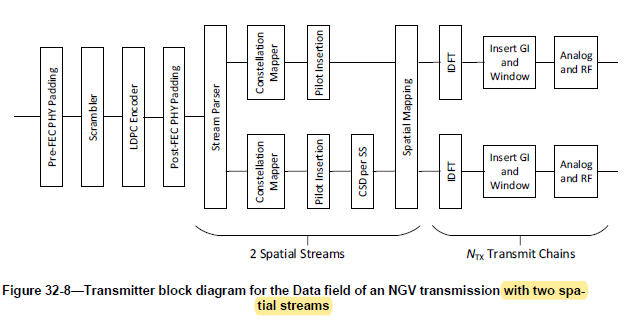 Pre-FEC PHY Padding
Scrambler
LDPC Encoder
Post-FEC PHY Padding
Stream Parser
Constellation
Mapper
Pilot Insertion
Spatial Mapping
IDFT
Insert GI
and
Window
Analog
and RF
Constellation
Mapper
Pilot Insertion
CSD per SS
IDFT
Insert GI
and
Window
Analog
and RF
2 Spatial Streams
NTX Transmit Chains
Figure 32-8—Transmitter block diagram for the Data field of an NGV transmission with two spa-
tial streams